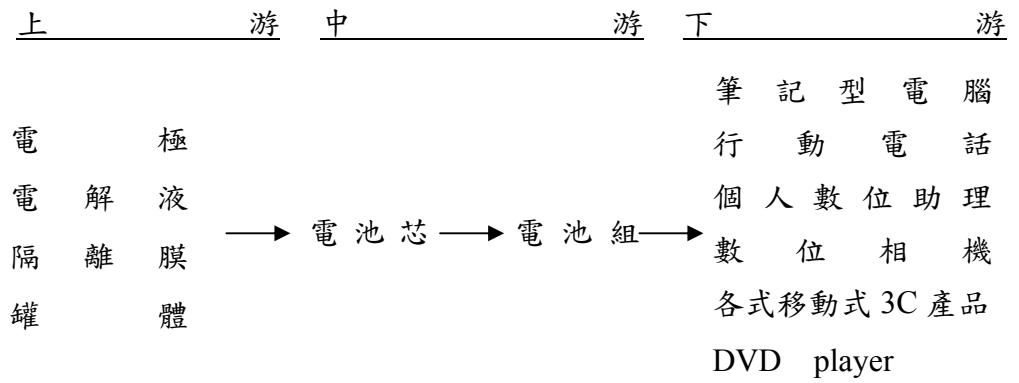 上游 中游 下游
電極
電解液
隔離膜
罐體
電池芯
電池組
筆記型電腦
行動電話
個人數位助理
數位相機
各式移動式 3C 產品
DVD player